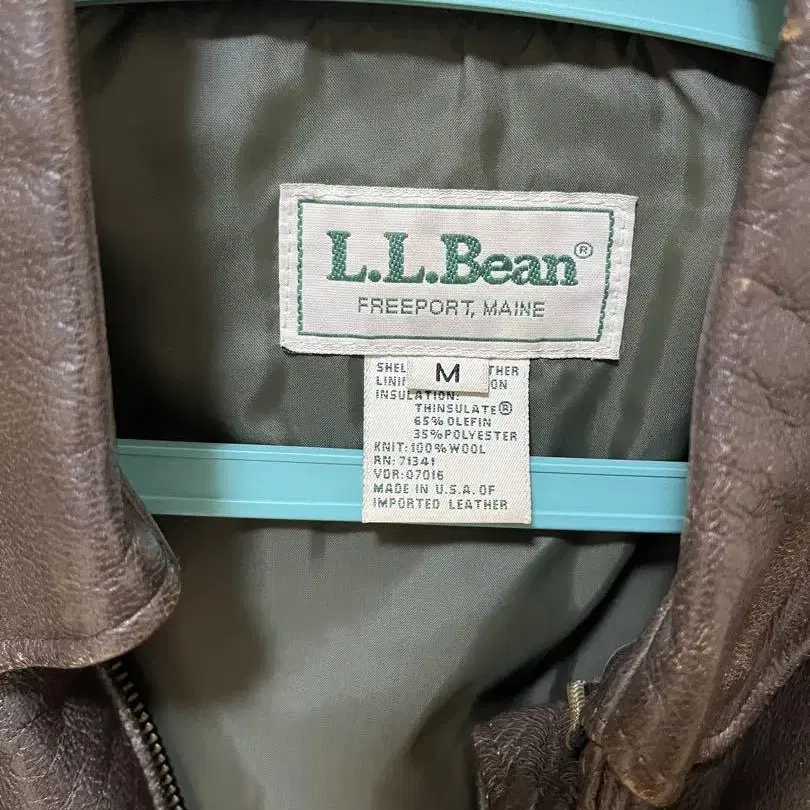 L.L.Bean®
FREEPORT, MAINE
M
INSULATION:
THINSULATE®
65% OLEFIN
35% POLYESTER
KNIT: 100% WOOL
RN: 71341
VDR: 07016
MADE IN U.S.A. OF
IMPORTED LEATHER